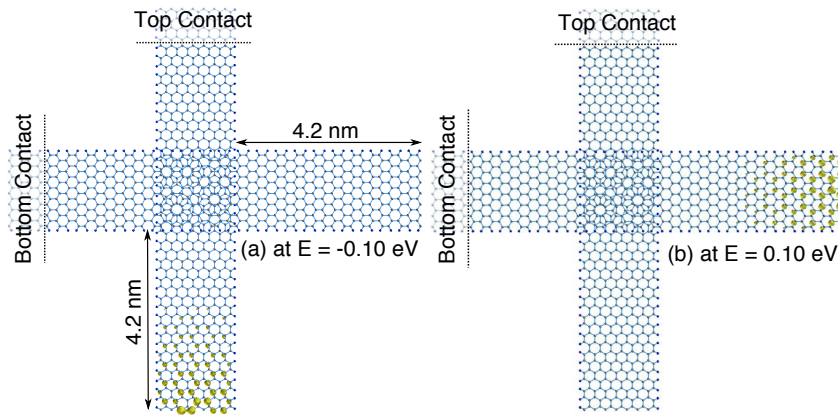 Top Contact
Bottom Contact
4.2 nm
4.2 nm
(a) at E = -0.10 eV
Top Contact
Bottom Contact
(b) at E = 0.10 eV